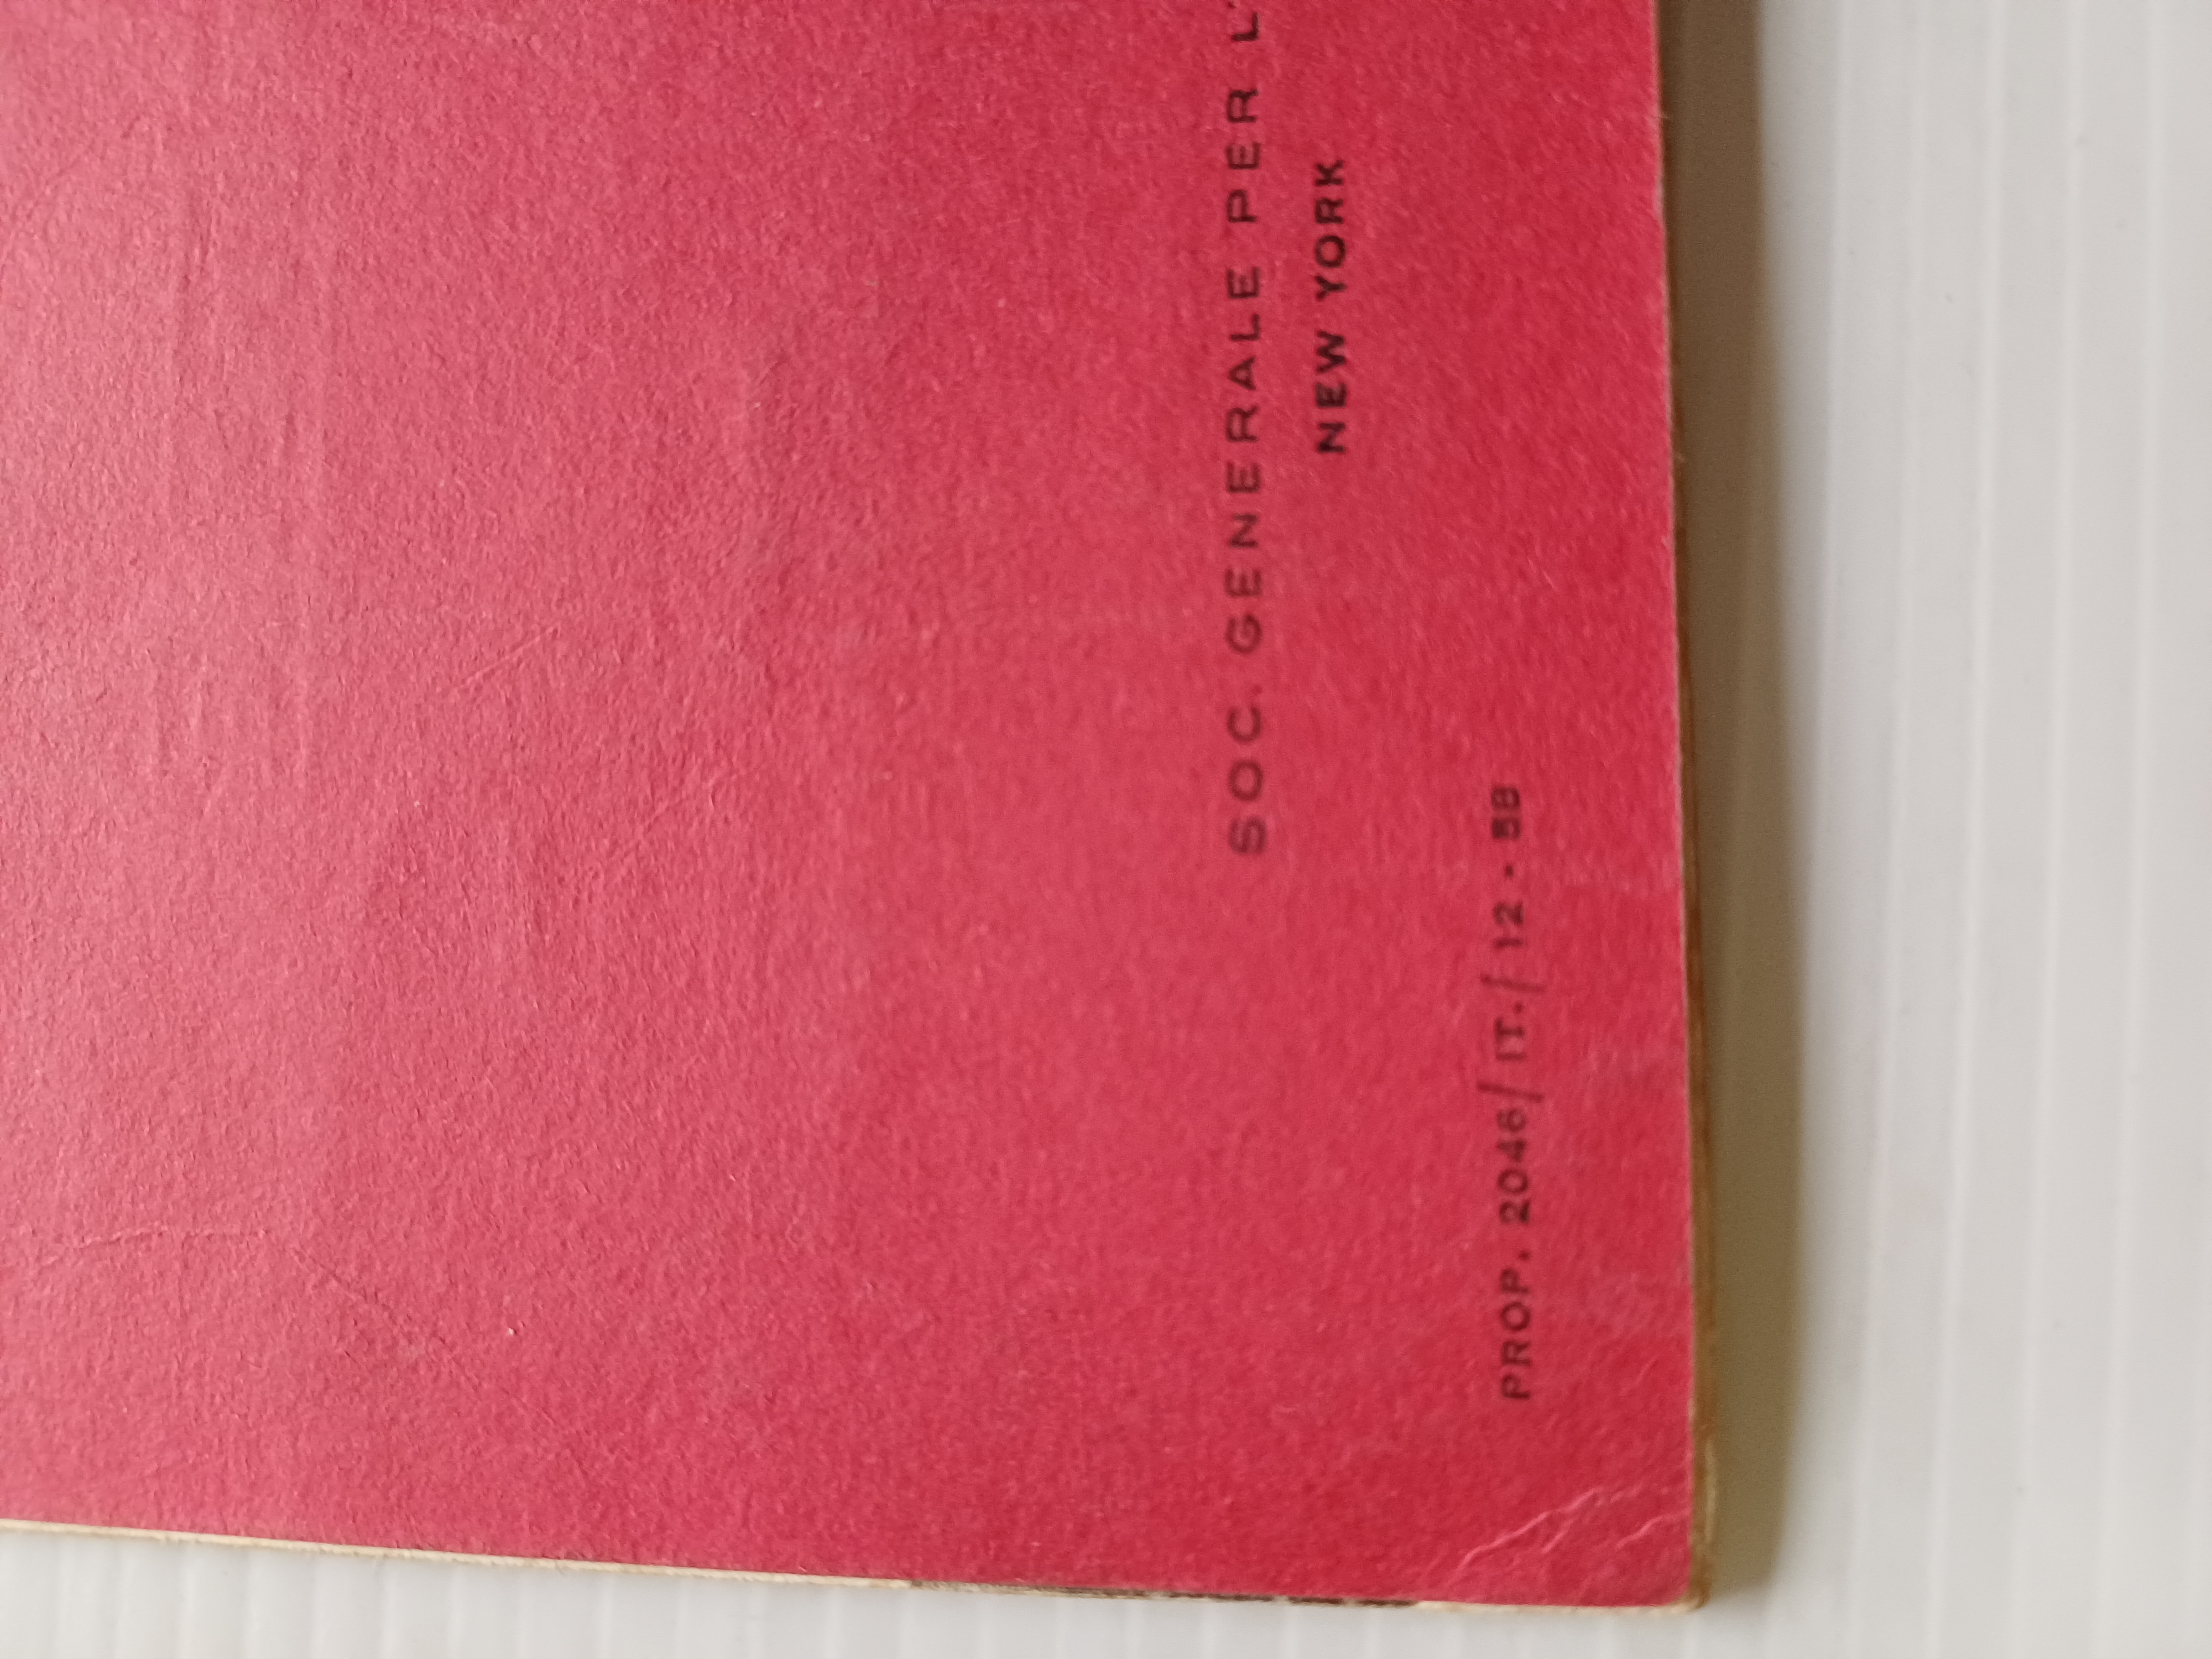 SOC. GENERALE PER L'
NEW YORK
PROP. 2046/IT./12 - 58